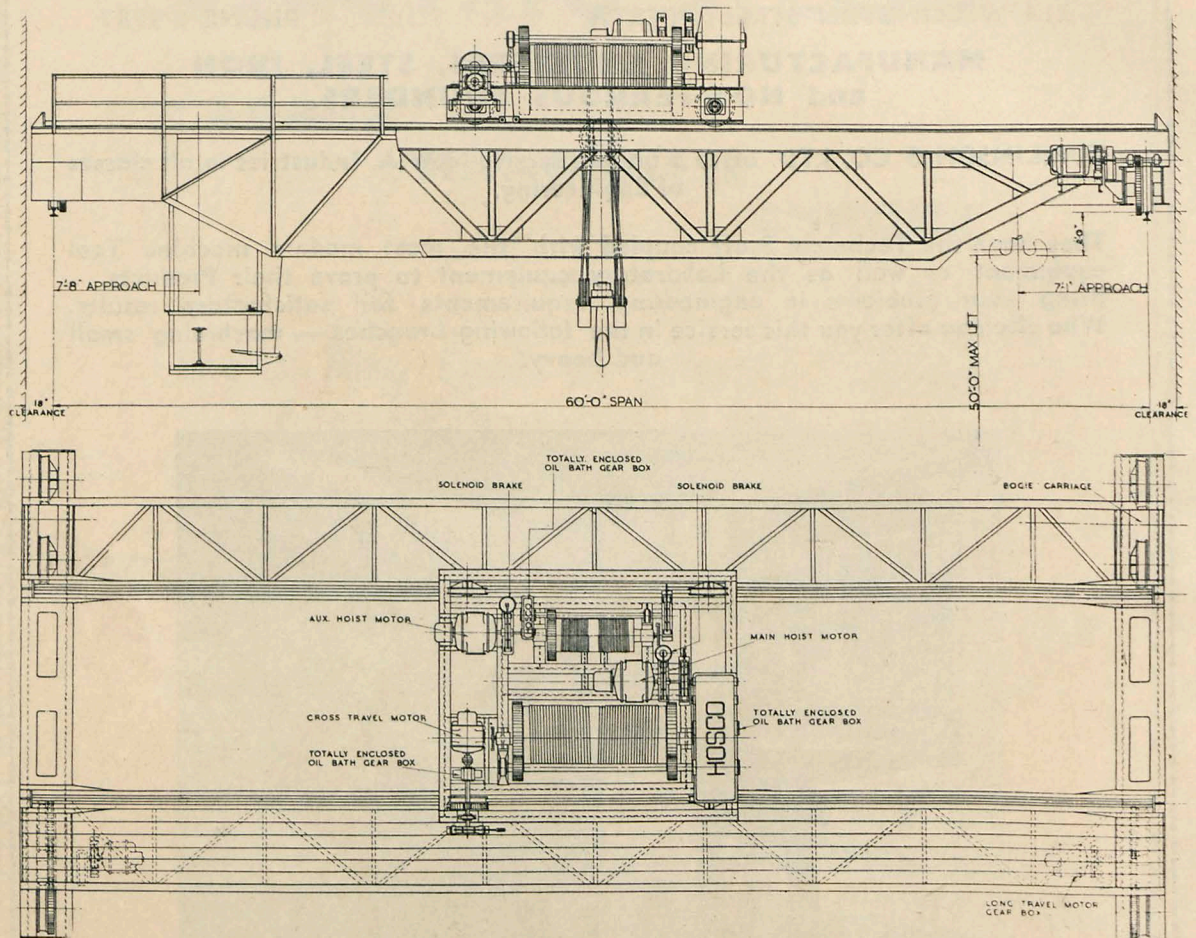 7'-8" APPROACH
7'-1" APPROACH
50'-0" MAX LIFT
18"
CLEARANCE
60'-0" SPAN
18"
CLEARANCE
TOTALLY ENCLOSED
OIL BATH GEAR BOX
SOLENOID BRAKE
SOLENOID BRAKE
BOGIE CARRIAGE
AUX. HOIST MOTOR
MAIN HOIST MOTOR
CROSS TRAVEL MOTOR
TOTALLY ENCLOSED
OIL BATH GEAR BOX
HOSCO
TOTALLY ENCLOSED
OIL BATH GEAR BOX
LONG TRAVEL MOTOR
GEAR BOX